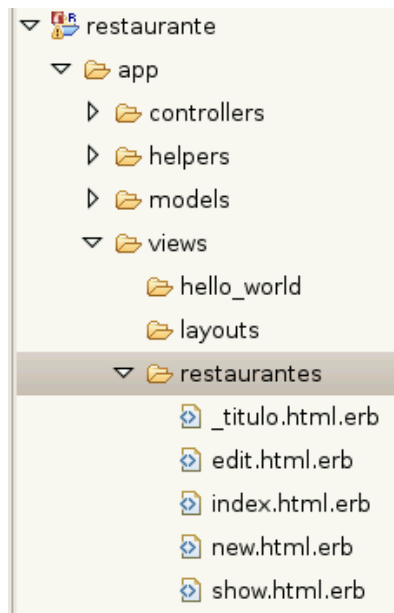 restaurante
app
controllers
helpers
models
views
hello_world
layouts
restaurantes
_titulo.html.erb
edit.html.erb
index.html.erb
new.html.erb
show.html.erb